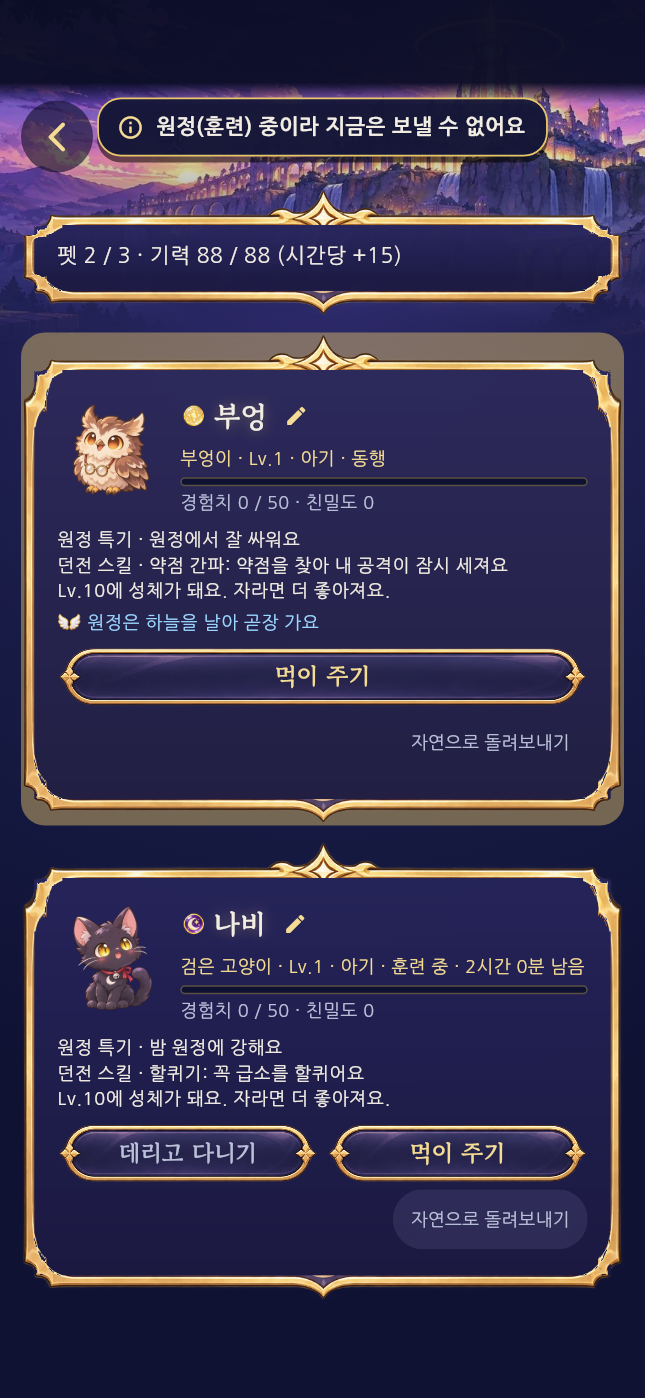 원정(훈련) 중이라 지금은 보낼 수 없어요
펫 2 / 3 · 기력 88 / 88 (시간당 +15)
부엉
부엉이 · Lv.1 · 아기 · 동행
경험치 0 / 50 · 친밀도 0
원정 특기 · 원정에서 잘 싸워요
던전 스킬 · 약점 간파: 약점을 찾아 내 공격이 잠시 세져요
Lv.10에 성체가 돼요. 자라면 더 좋아져요.
원정은 하늘을 날아 곧장 가요
먹이 주기
자연으로 돌려보내기
나비
검은 고양이 · Lv.1 · 아기 · 훈련 중 · 2시간 0분 남음
경험치 0 / 50 · 친밀도 0
원정 특기 · 밤 원정에 강해요
던전 스킬 · 할퀴기: 꼭 급소를 할퀴어요
Lv.10에 성체가 돼요. 자라면 더 좋아져요.
데리고 다니기 먹이 주기
자연으로 돌려보내기